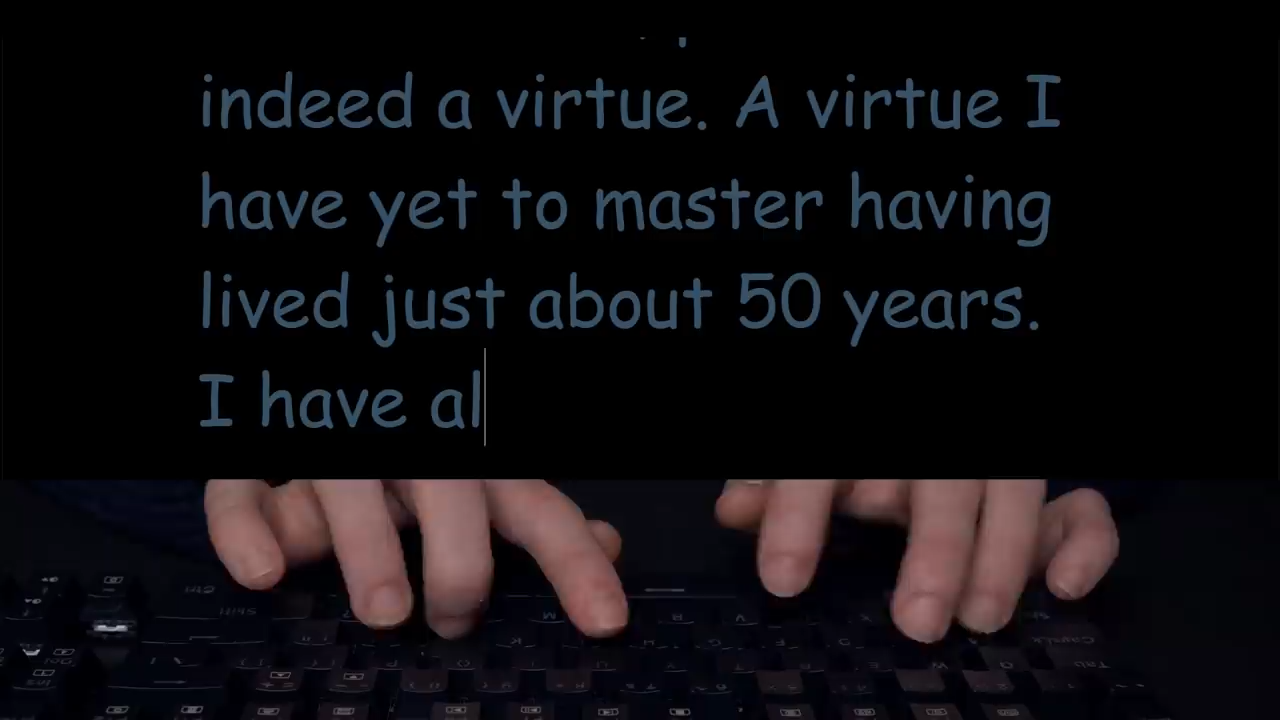 indeed a virtue. A virtue I
have yet to master having
lived just about 50 years.
I have al